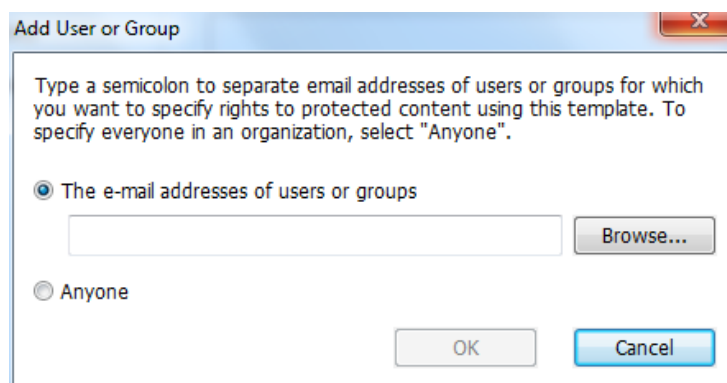 Add User or Group
Type a semicolon to separate email addresses of users or groups for which
you want to specify rights to protected content using this template. To
specify everyone in an organization, select "Anyone".
The e-mail addresses of users or groups
Browse...
Anyone
OK Cancel